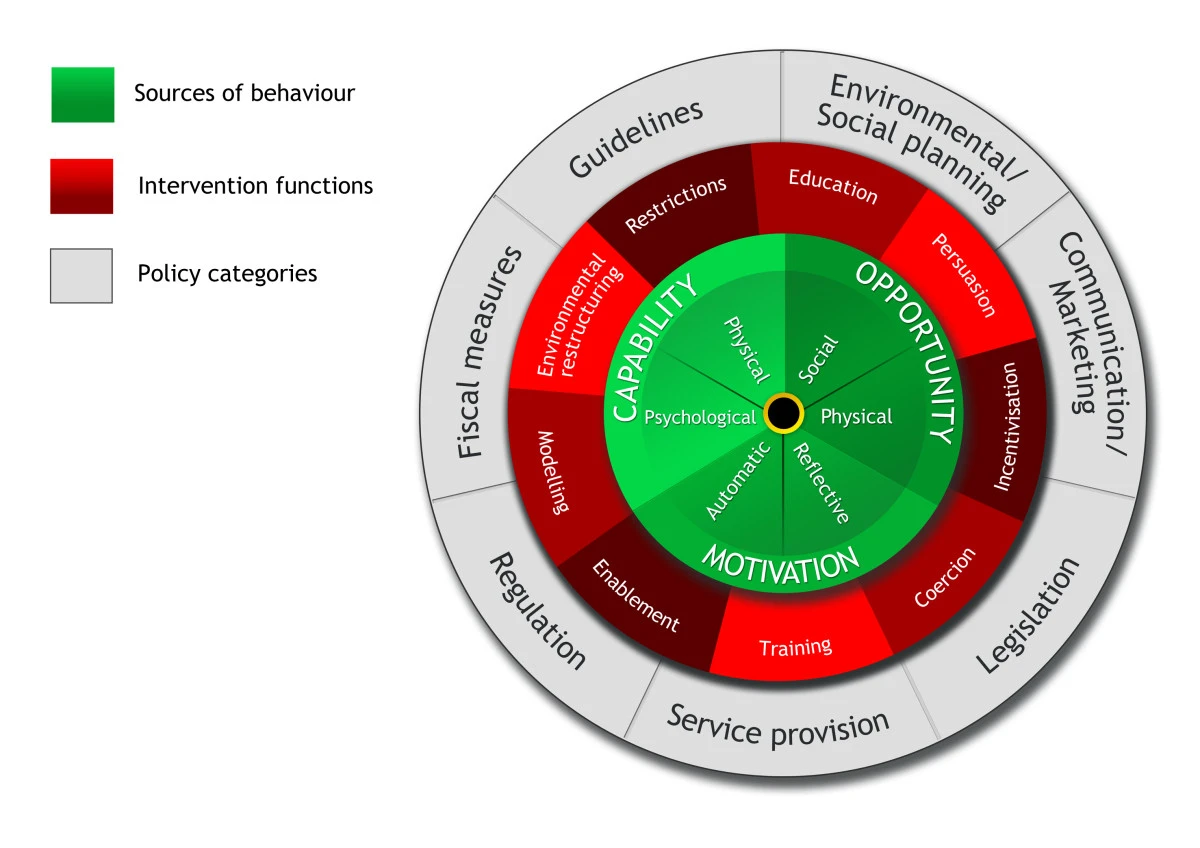 Sources of behaviour
Intervention functions
Policy categories
Guidelines
Environmental/
Social planning
Communication/
Marketing
Legislation
Service provision
Regulation
Fiscal measures
Restrictions
Education
Persuasion
Incentivisation
Coercion
Training
Enablement
Modelling
Environmental
restructuring
CAPABILITY
OPPORTUNITY
MOTIVATION
Physical
Social
Physical
Reflective
Automatic
Psychological